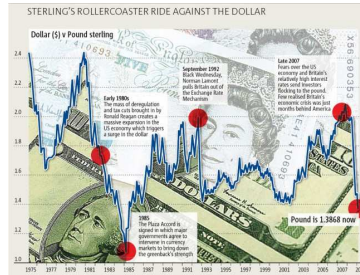 STERLING'S ROLLERCOASTER RIDE AGAINST THE DOLLAR
Dollar ($) v Pound sterling
2.4
2.2
2.0
1.8
1.6
1.4
1.2
1.0
Early 1980s
The mass of deregulation
and tax cuts brought in by
Ronald Reagan creates a
massive expansion in the
US economy which triggers
a surge in the dollar
September 1992
Black Wednesday,
Norman Lamont
pulls Britain out of
the Exchange Rate
Mechanism
Late 2007
Fears over the US
economy and Britain's
relatively high interest
rates send investors
flocking to the pound.
Few realised Britain's
economic crisis was just
months behind America
1985
The Plaza Accord is
signed in which major
governments agree to
intervene in currency
markets to bring down
the greenback's strength
Pound is 1.3868 now
1975 1977 1979 1981 1983 1985 1987 1989 1991 1993 1995 1997 1999 2001 2003 2005 2007